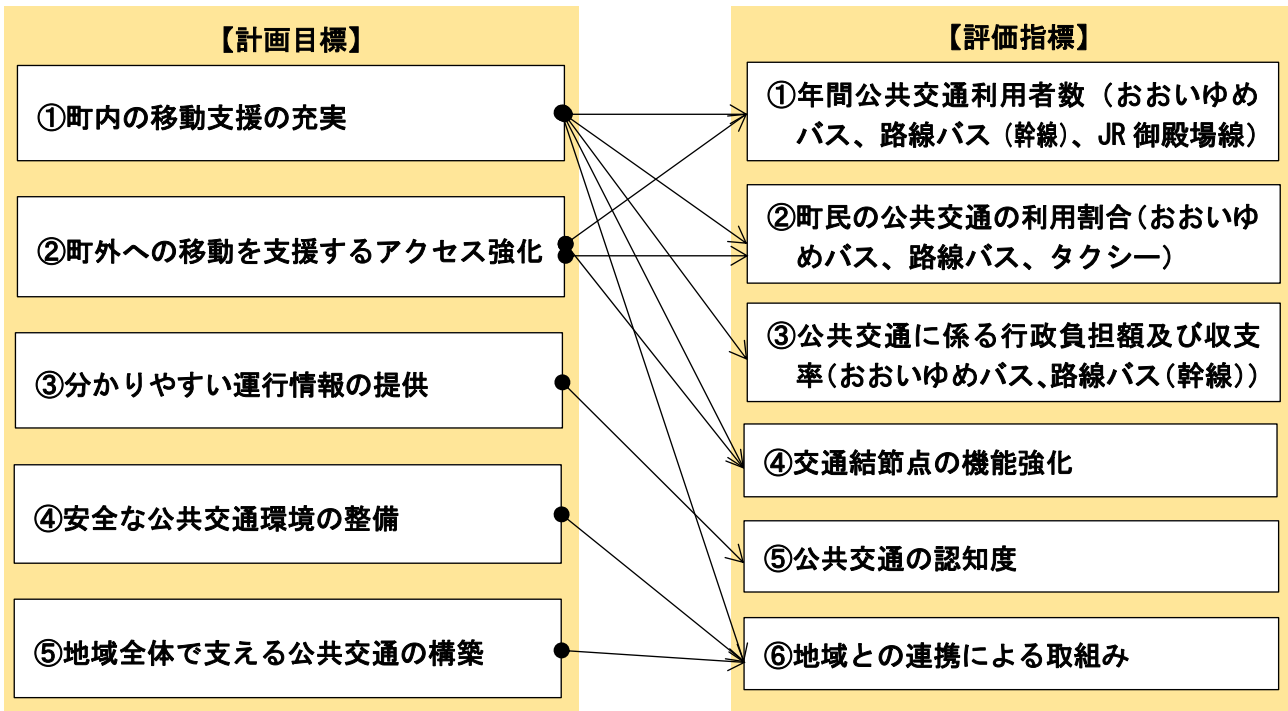 【計画目標】
①町内の移動支援の充実
②町外への移動を支援するアクセス強化
③分かりやすい運行情報の提供
④安全な公共交通環境の整備
⑤地域全体で支える公共交通の構築
【評価指標】
①年間公共交通利用者数（おおいゆめ
バス、路線バス（幹線）、JR御殿場線）
②町民の公共交通の利用割合（おおいゆ
めバス、路線バス、タクシー）
③公共交通に係る行政負担額及び収支
率（おおいゆめバス、路線バス（幹線））
④交通結節点の機能強化
⑤公共交通の認知度
⑥地域との連携による取組み